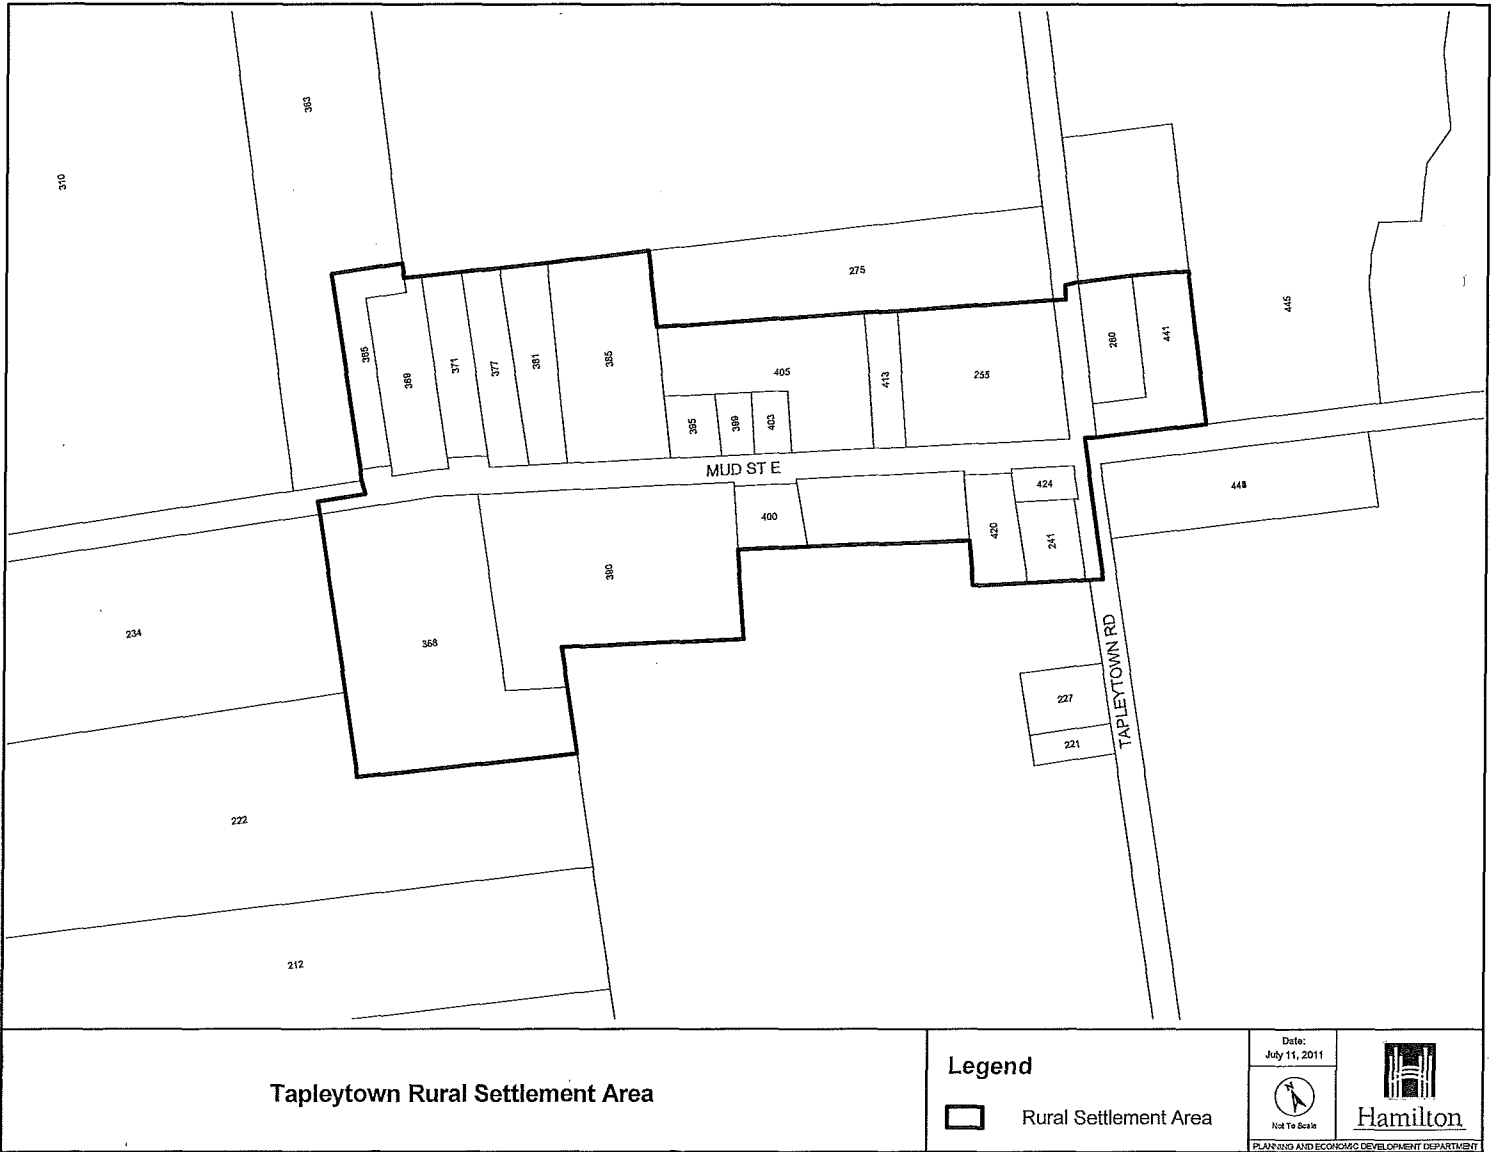 363
310
275
445
385
369
371
377
381
385
405
413
255
260
441
395
399
403
MUD ST E
424
448
400
420
241
390
234
368
TAPLEYTOWN RD
227
221
222
212
Tapleytown Rural Settlement Area
Legend
Rural Settlement Area
Date:
July 11, 2011
N
Not To Scale
Hamilton
PLANNING AND ECONOMIC DEVELOPMENT DEPARTMENT